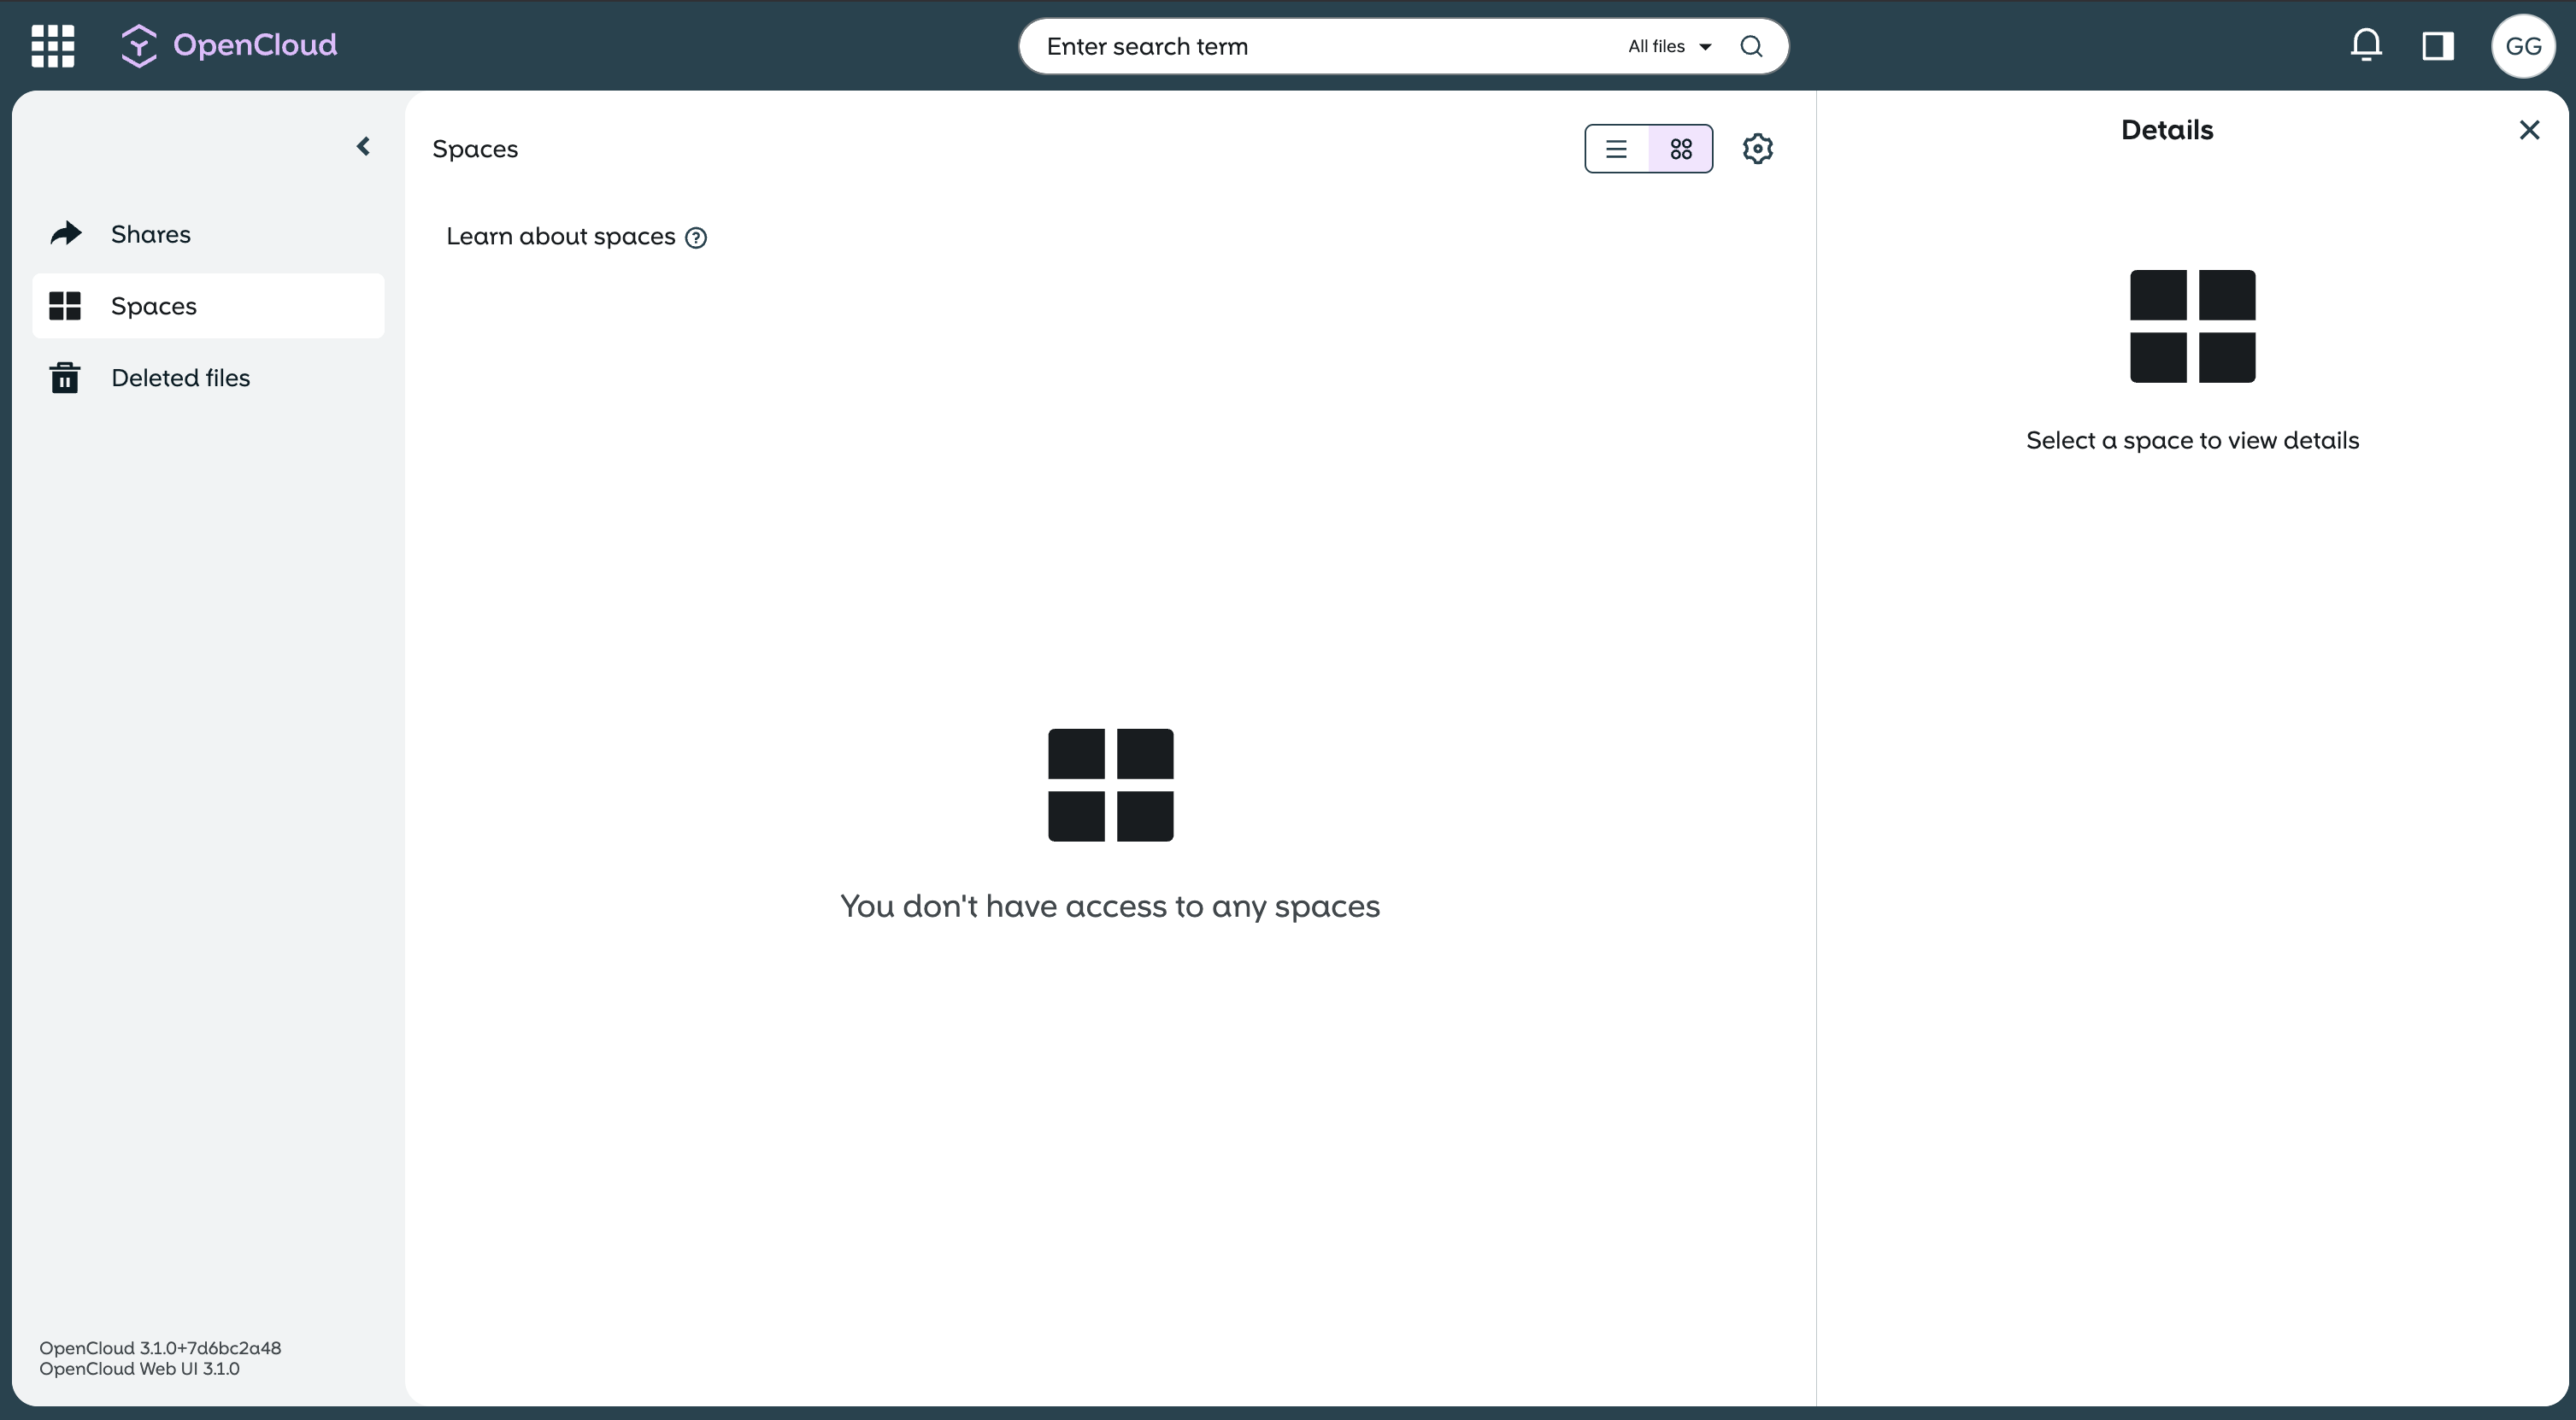 OpenCloud
Enter search term
All files
GG
Shares
Spaces
Deleted files
OpenCloud 3.1.0+7d6bc2a48
OpenCloud Web UI 3.1.0
Spaces
Learn about spaces
You don't have access to any spaces
Details
Select a space to view details